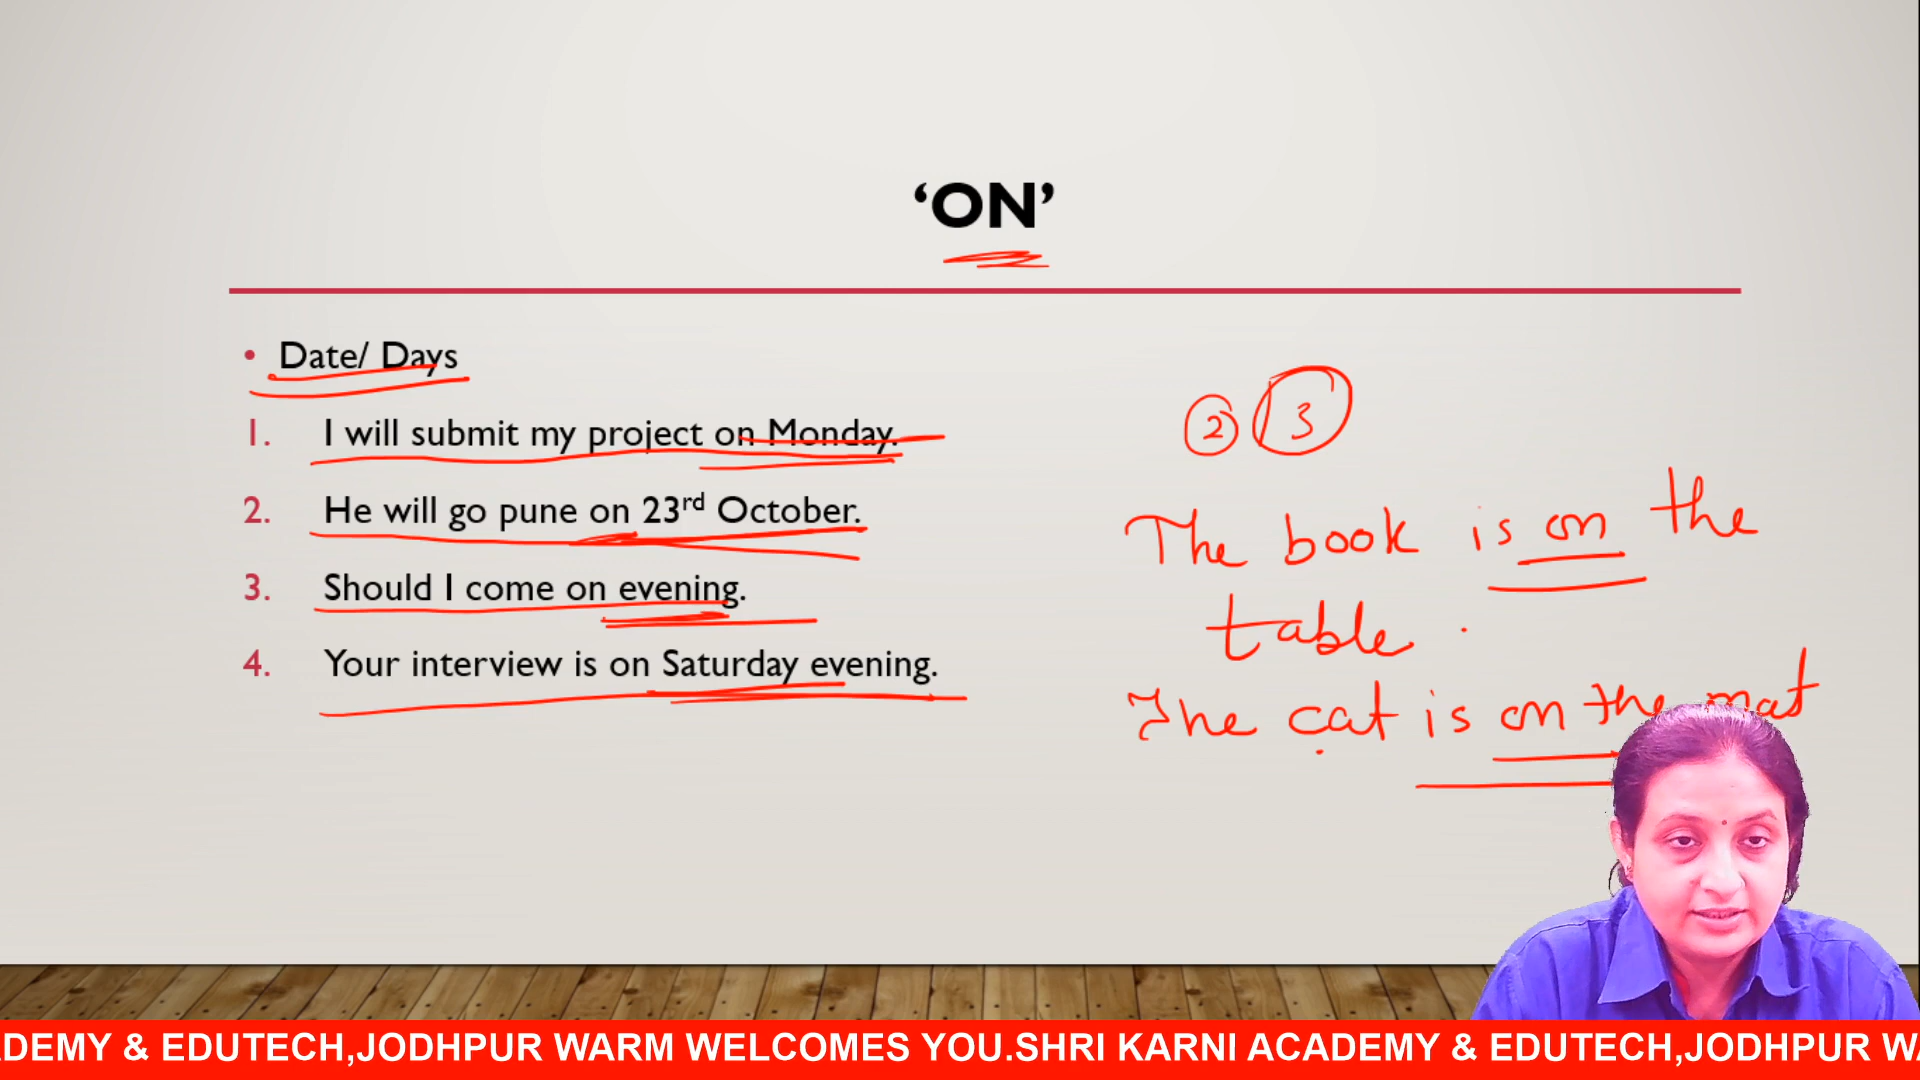 ‘ON’
• Date/ Days
1. I will submit my project on Monday.
2. He will go pune on 23rd October.
3. Should I come on evening.
4. Your interview is on Saturday evening.
2 3
The book is on the
table.
The cat is on the mat
ADEMY & EDUTECH,JODHPUR WARM WELCOMES YOU.SHRI KARNI ACADEMY & EDUTECH,JODHPUR WA